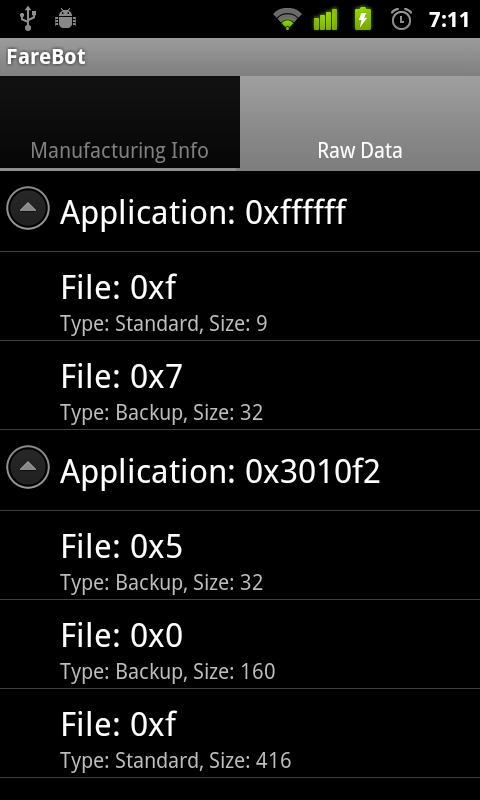 7:11
FareBot
Manufacturing Info
Raw Data
Application: 0xffffff
File: 0xf
Type: Standard, Size: 9
File: 0x7
Type: Backup, Size: 32
Application: 0x3010f2
File: 0x5
Type: Backup, Size: 32
File: 0x0
Type: Backup, Size: 160
File: 0xf
Type: Standard, Size: 416